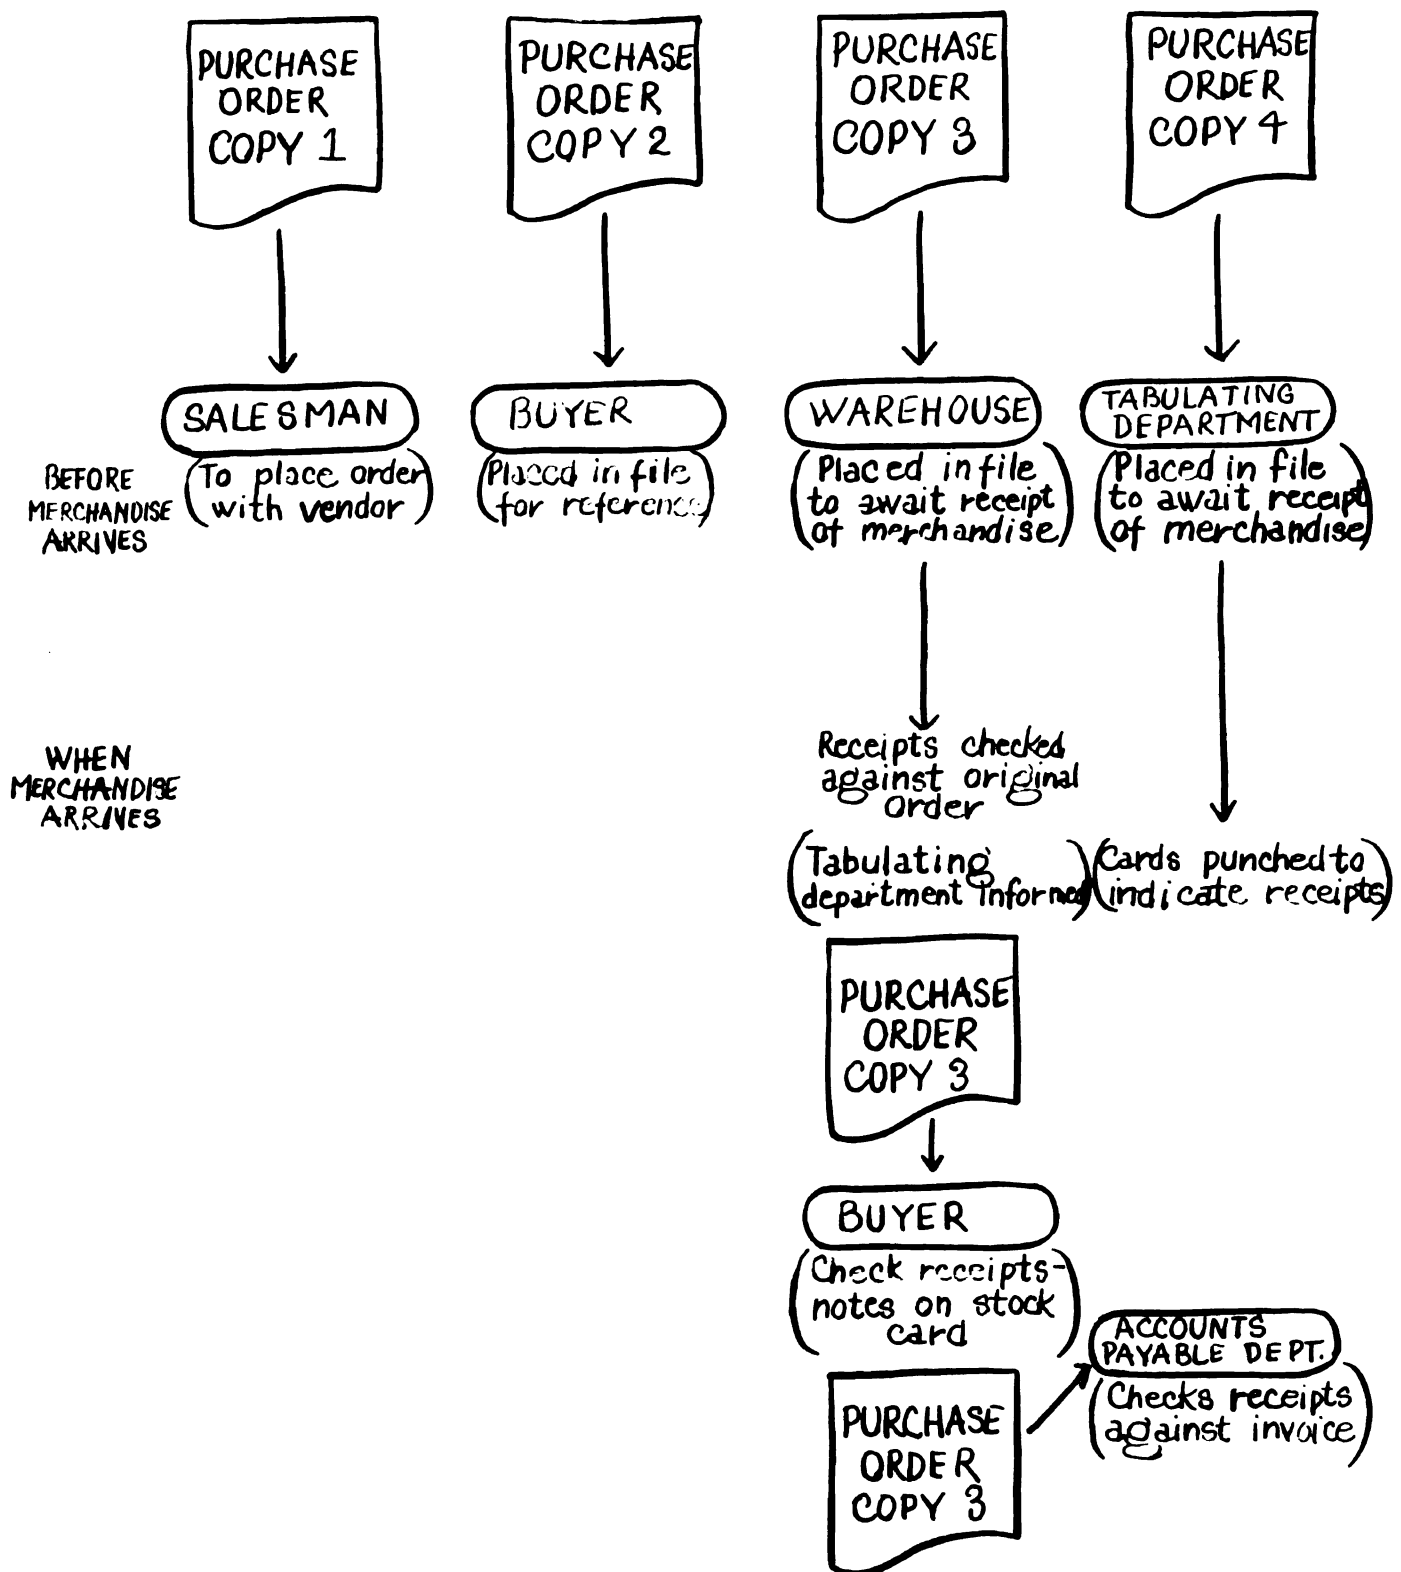 PURCHASE
ORDER
COPY 1
PURCHASE
ORDER
COPY 2
PURCHASE
ORDER
COPY 3
PURCHASE
ORDER
COPY 4
SALESMAN
BUYER
WAREHOUSE
TABULATING
DEPARTMENT
BEFORE
MERCHANDISE
ARRIVES
(To place order
with vendor)
(Placed in file
for reference)
(Placed in file
to await receipt
of merchandise)
(Placed in file
to await receipt
of merchandise)
WHEN
MERCHANDISE
ARRIVES
Receipts checked
against original
order
(Tabulating
department informed)
(Cards punched to
indicate receipts)
PURCHASE
ORDER
COPY 3
BUYER
(Check receipts-
notes on stock
card)
ACCOUNTS
PAYABLE DEPT.
(Checks receipts
against invoice)
PURCHASE
ORDER
COPY 3